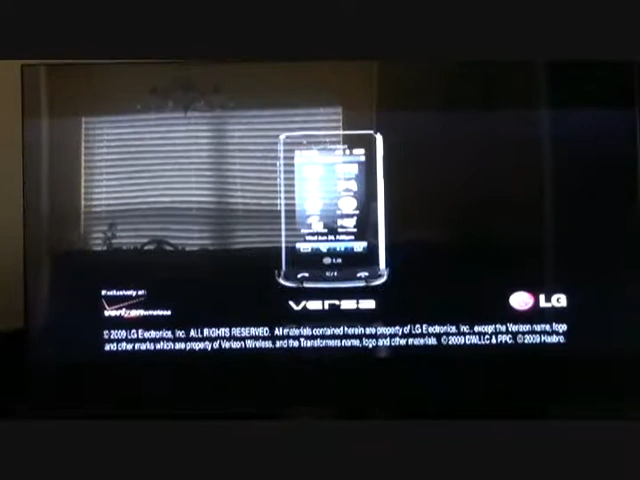 LG
C/I
Exclusively at:
verizon wireless
versa
LG
© 2009 LG Electronics, Inc. ALL RIGHTS RESERVED. All materials contained herein are property of LG Electronics, Inc., except the Verizon name, logo
and other marks which are property of Verizon Wireless, and the Transformers name, logo and other materials. © 2009 DWLLC & PPC. © 2009 Hasbro.